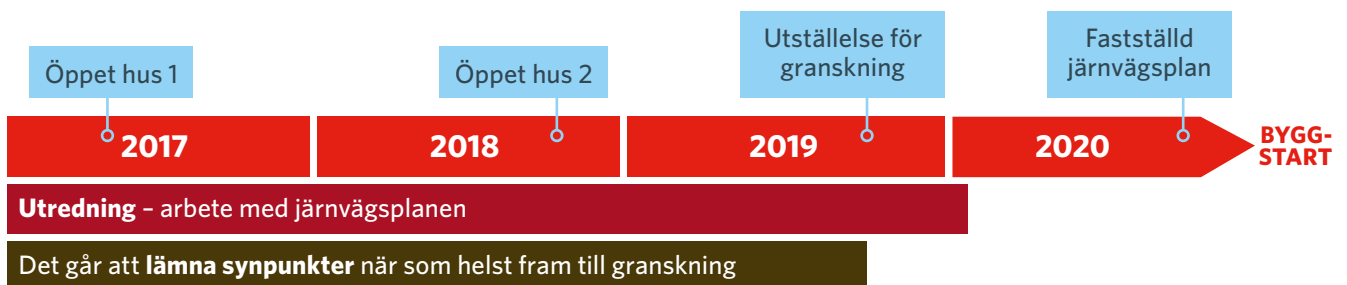 Öppet hus 1
Öppet hus 2
Utställelse för
granskning
Fastställd
järnvägsplan
2017
2018
2019
2020
BYGG-
START
Utredning – arbete med järnvägsplanen
Det går att lämna synpunkter när som helst fram till granskning